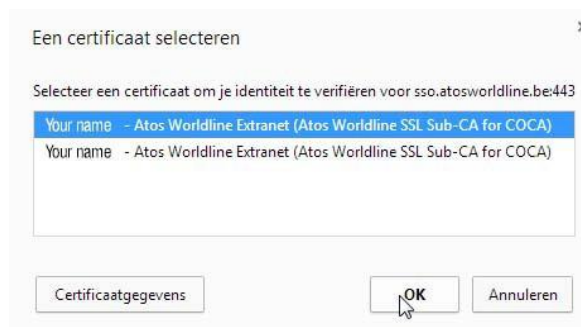 Een certificaat selecteren
Selecteer een certificaat om je identiteit te verifiëren voor sso.atosworldline.be:443
Your name - Atos Worldline Extranet (Atos Worldline SSL Sub-CA for COCA)
Your name - Atos Worldline Extranet (Atos Worldline SSL Sub-CA for COCA)
Certificaatgegevens OK Annuleren